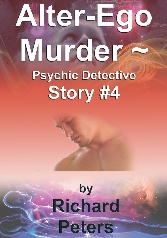 Alter-Ego
Murder ~
Psychic Detective
Story #4
by
Richard
Peters